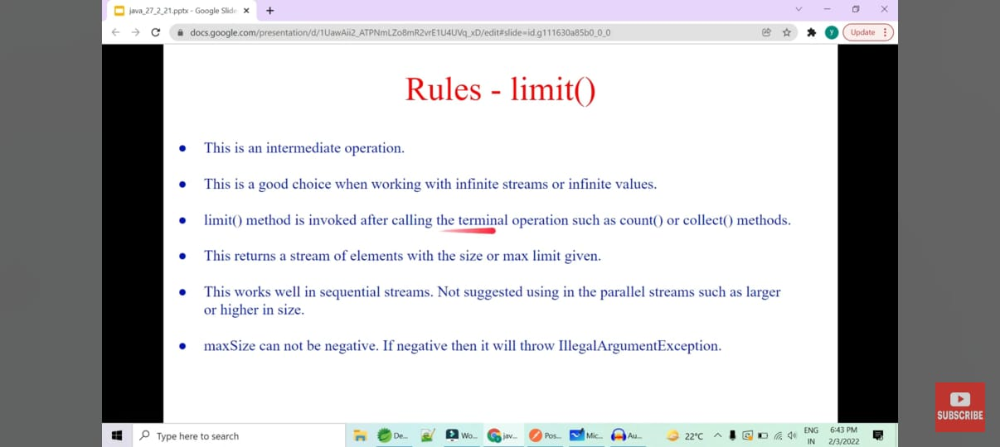 java_27_2_21.pptx - Google Slide
docs.google.com/presentation/d/1UawAii2_ATPNmLZo8mR2vrE1U4UVq_xD/edit#slide=id.g111630a85b0_0_0
y
Update
Rules - limit()
This is an intermediate operation.
This is a good choice when working with infinite streams or infinite values.
limit() method is invoked after calling the terminal operation such as count() or collect() methods.
This returns a stream of elements with the size or max limit given.
This works well in sequential streams. Not suggested using in the parallel streams such as larger
or higher in size.
maxSize can not be negative. If negative then it will throw IllegalArgumentException.
SUBSCRIBE
Type here to search
De...
Wo...
jav...
Pos...
Mic...
Au...
22°C
ENG
IN
6:43 PM
2/3/2022